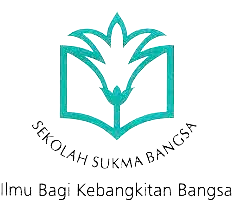 SEKOLAH SUKMA BANGSA
Ilmu Bagi Kebangkitan Bangsa